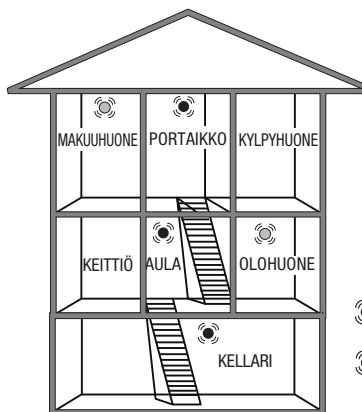 MAKUUHUONE PORTAIKKO KYLPYHUONE
KEITTIÖ AULA OLOHUONE
KELLARI